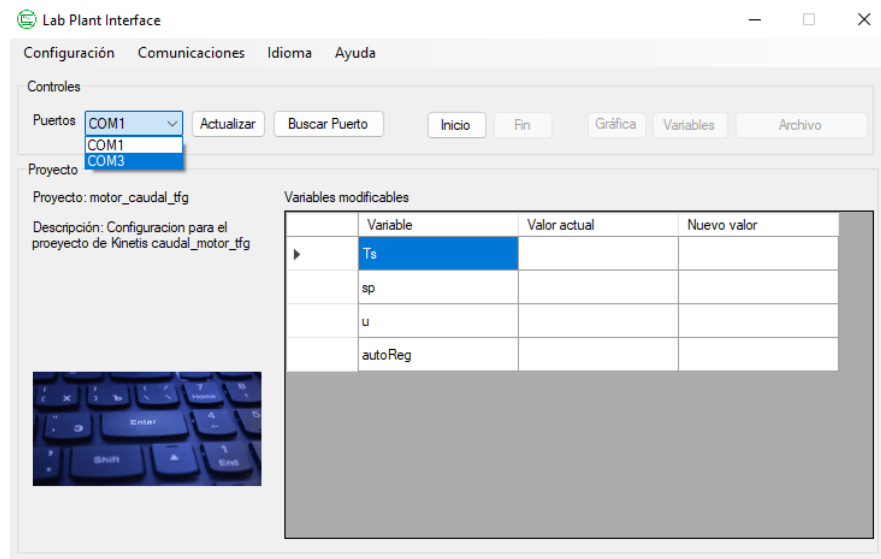 Lab Plant Interface
Configuración Comunicaciones Idioma Ayuda
Controles
Puertos COM1 Actualizar Buscar Puerto Inicio Fin Gráfica Variables Archivo
COM1
COM3
Proyecto
Proyecto: motor_caudal_tfg
Descripción: Configuracion para el
proeyecto de Kinetis caudal_motor_tfg
Variables modificables
Variable Valor actual Nuevo valor
Ts
sp
u
autoReg
Home
Enter
Shift
End